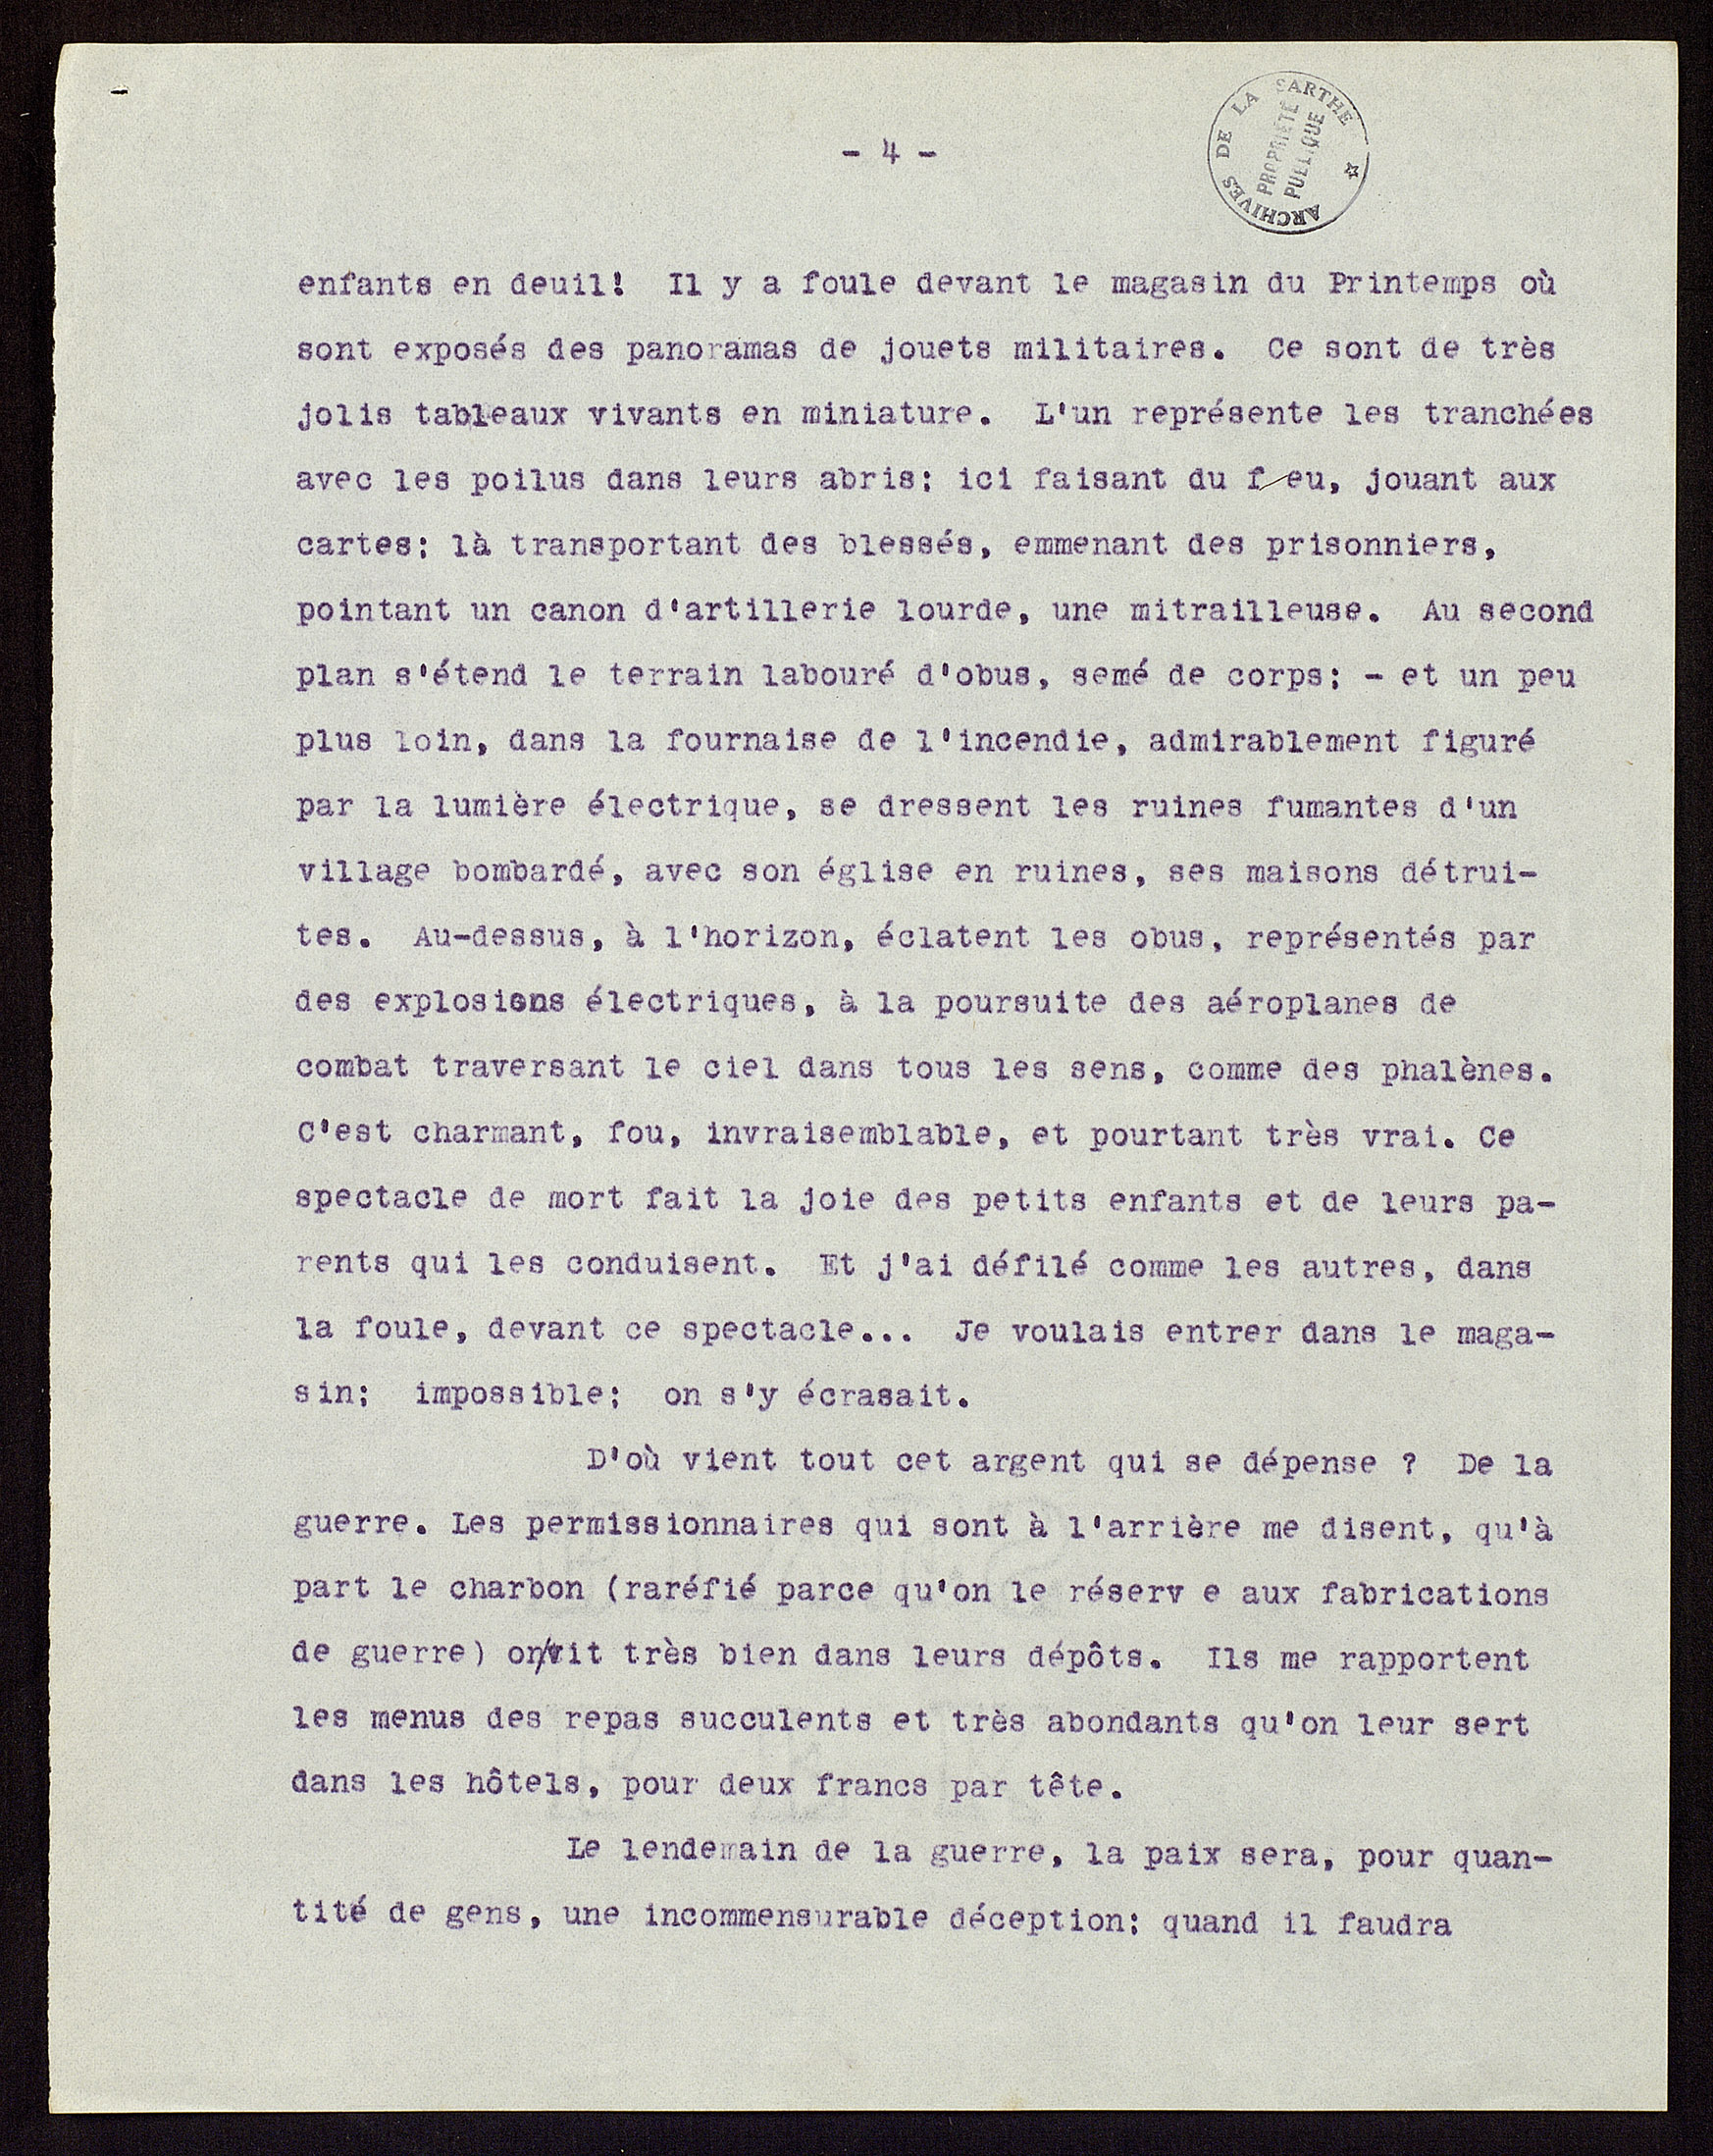 - 4 -
ARCHIVES DE LA SARTHE
PROPRIÉTÉ
PUBLIQUE
enfants en deuil! Il y a foule devant le magasin du Printemps où
sont exposés des panoramas de jouets militaires. Ce sont de très
jolis tableaux vivants en miniature. L'un représente les tranchées
avec les poilus dans leurs abris; ici faisant du feu, jouant aux
cartes; là transportant des blessés, emmenant des prisonniers,
pointant un canon d'artillerie lourde, une mitrailleuse. Au second
plan s'étend le terrain labouré d'obus, semé de corps; - et un peu
plus loin, dans la fournaise de l'incendie, admirablement figuré
par la lumière électrique, se dressent les ruines fumantes d'un
village bombardé, avec son église en ruines, ses maisons détrui-
tes. Au-dessus, à l'horizon, éclatent les obus, représentés par
des explosions électriques, à la poursuite des aéroplanes de
combat traversant le ciel dans tous les sens, comme des phalènes.
C'est charmant, fou, invraisemblable, et pourtant très vrai. Ce
spectacle de mort fait la joie des petits enfants et de leurs pa-
rents qui les conduisent. Et j'ai défilé comme les autres, dans
la foule, devant ce spectacle... Je voulais entrer dans le maga-
sin; impossible; on s'y écrasait.
D'où vient tout cet argent qui se dépense ? De la
guerre. Les permissionnaires qui sont à l'arrière me disent, qu'à
part le charbon (raréfié parce qu'on le réserv e aux fabrications
de guerre) on/vit très bien dans leurs dépôts. Ils me rapportent
les menus des repas succulents et très abondants qu'on leur sert
dans les hôtels, pour deux francs par tête.
Le lendemain de la guerre, la paix sera, pour quan-
tité de gens, une incommensurable déception; quand il faudra